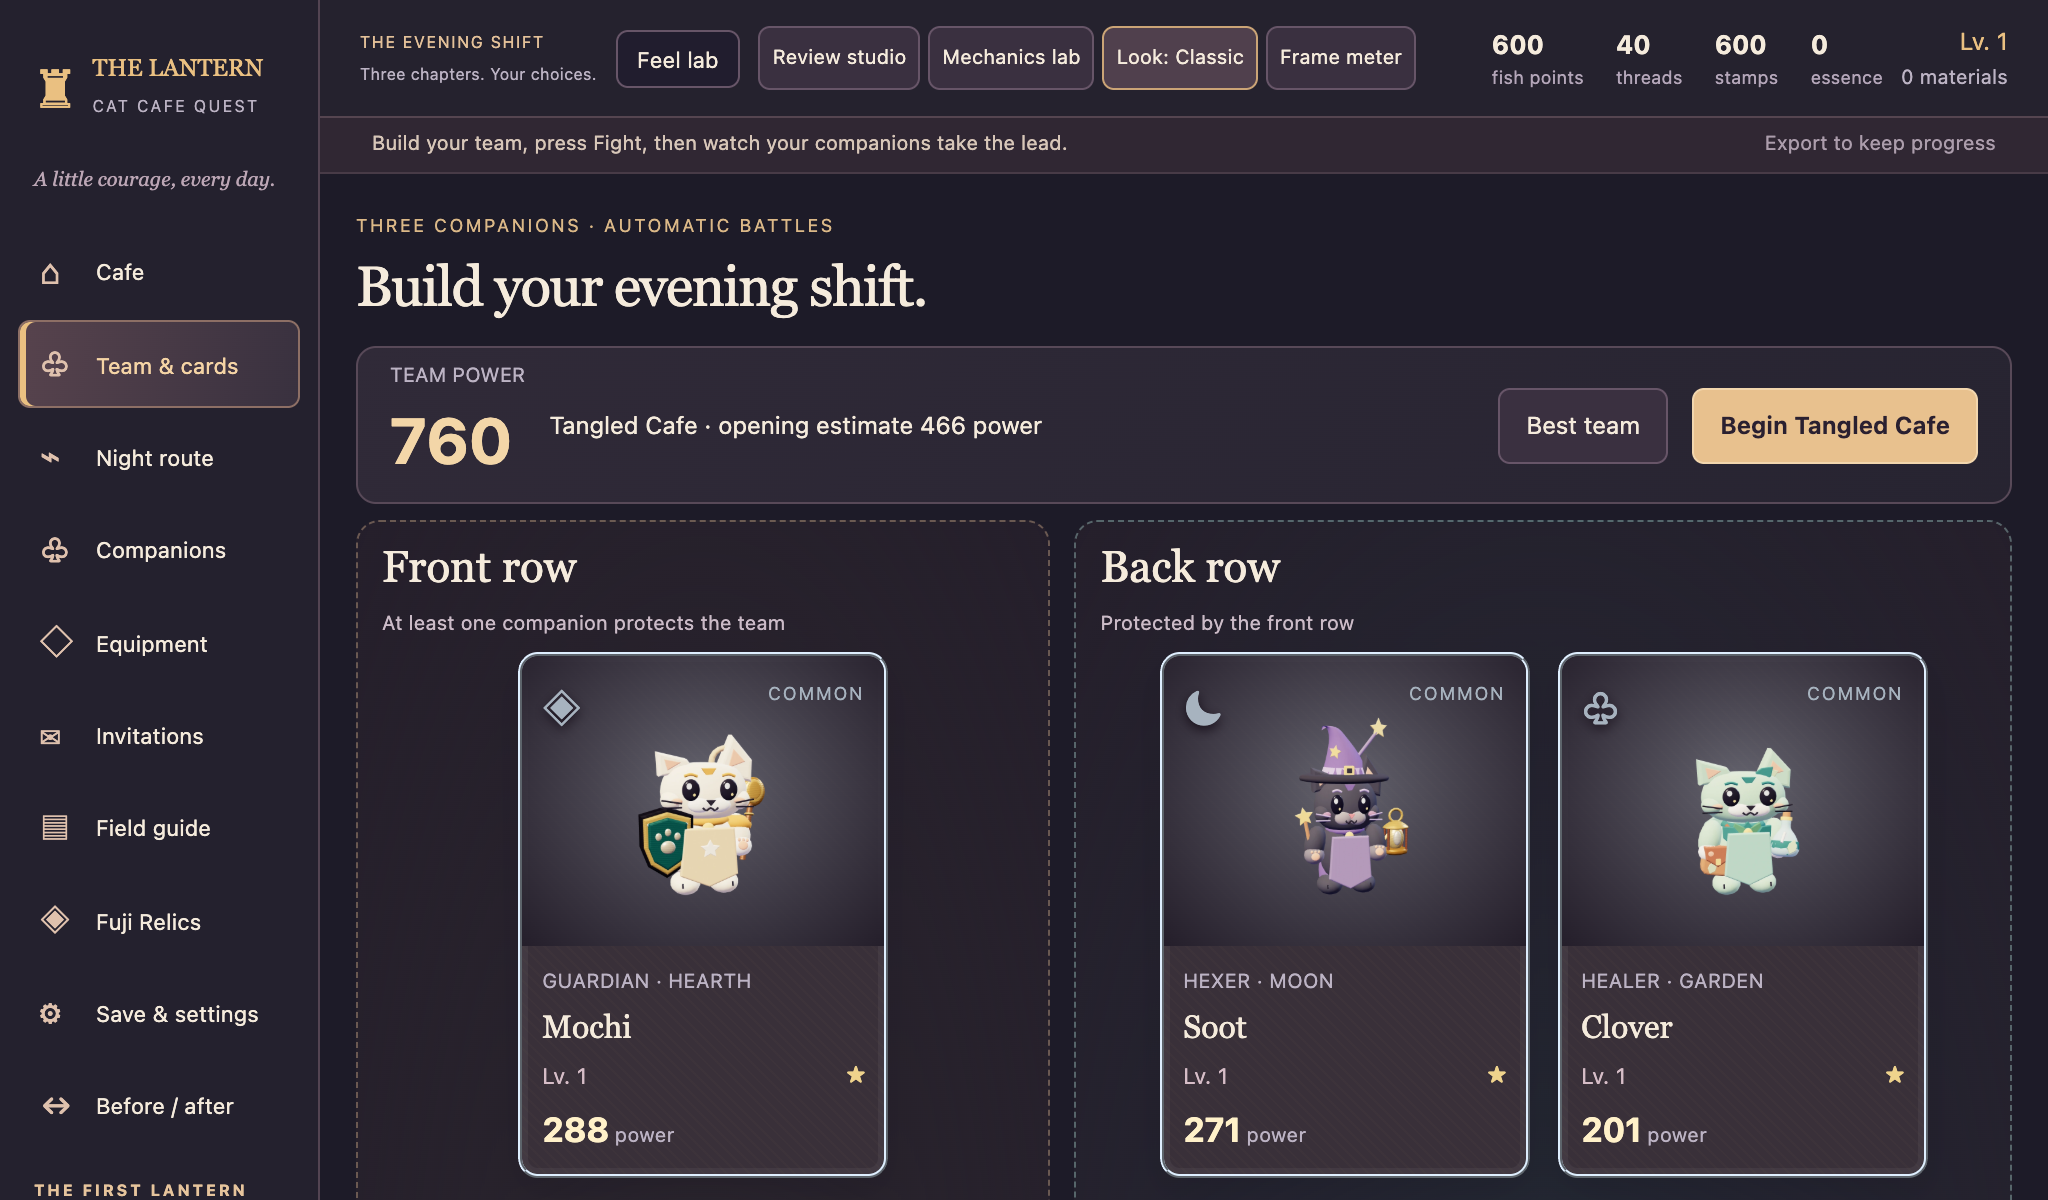 THE LANTERN
CAT CAFE QUEST
A little courage, every day.
Cafe
Team & cards
Night route
Companions
Equipment
Invitations
Field guide
Fuji Relics
Save & settings
Before / after
THE FIRST LANTERN
THE EVENING SHIFT
Three chapters. Your choices.
Feel lab
Review studio
Mechanics lab
Look: Classic
Frame meter
600
fish points
40
threads
600
stamps
0
essence
Lv. 1
0 materials
Build your team, press Fight, then watch your companions take the lead.
Export to keep progress
THREE COMPANIONS · AUTOMATIC BATTLES
Build your evening shift.
TEAM POWER
760
Tangled Cafe · opening estimate 466 power
Best team
Begin Tangled Cafe
Front row
At least one companion protects the team
COMMON
GUARDIAN · HEARTH
Mochi
Lv. 1
288 power
Back row
Protected by the front row
COMMON
HEXER · MOON
Soot
Lv. 1
271 power
COMMON
HEALER · GARDEN
Clover
Lv. 1
201 power